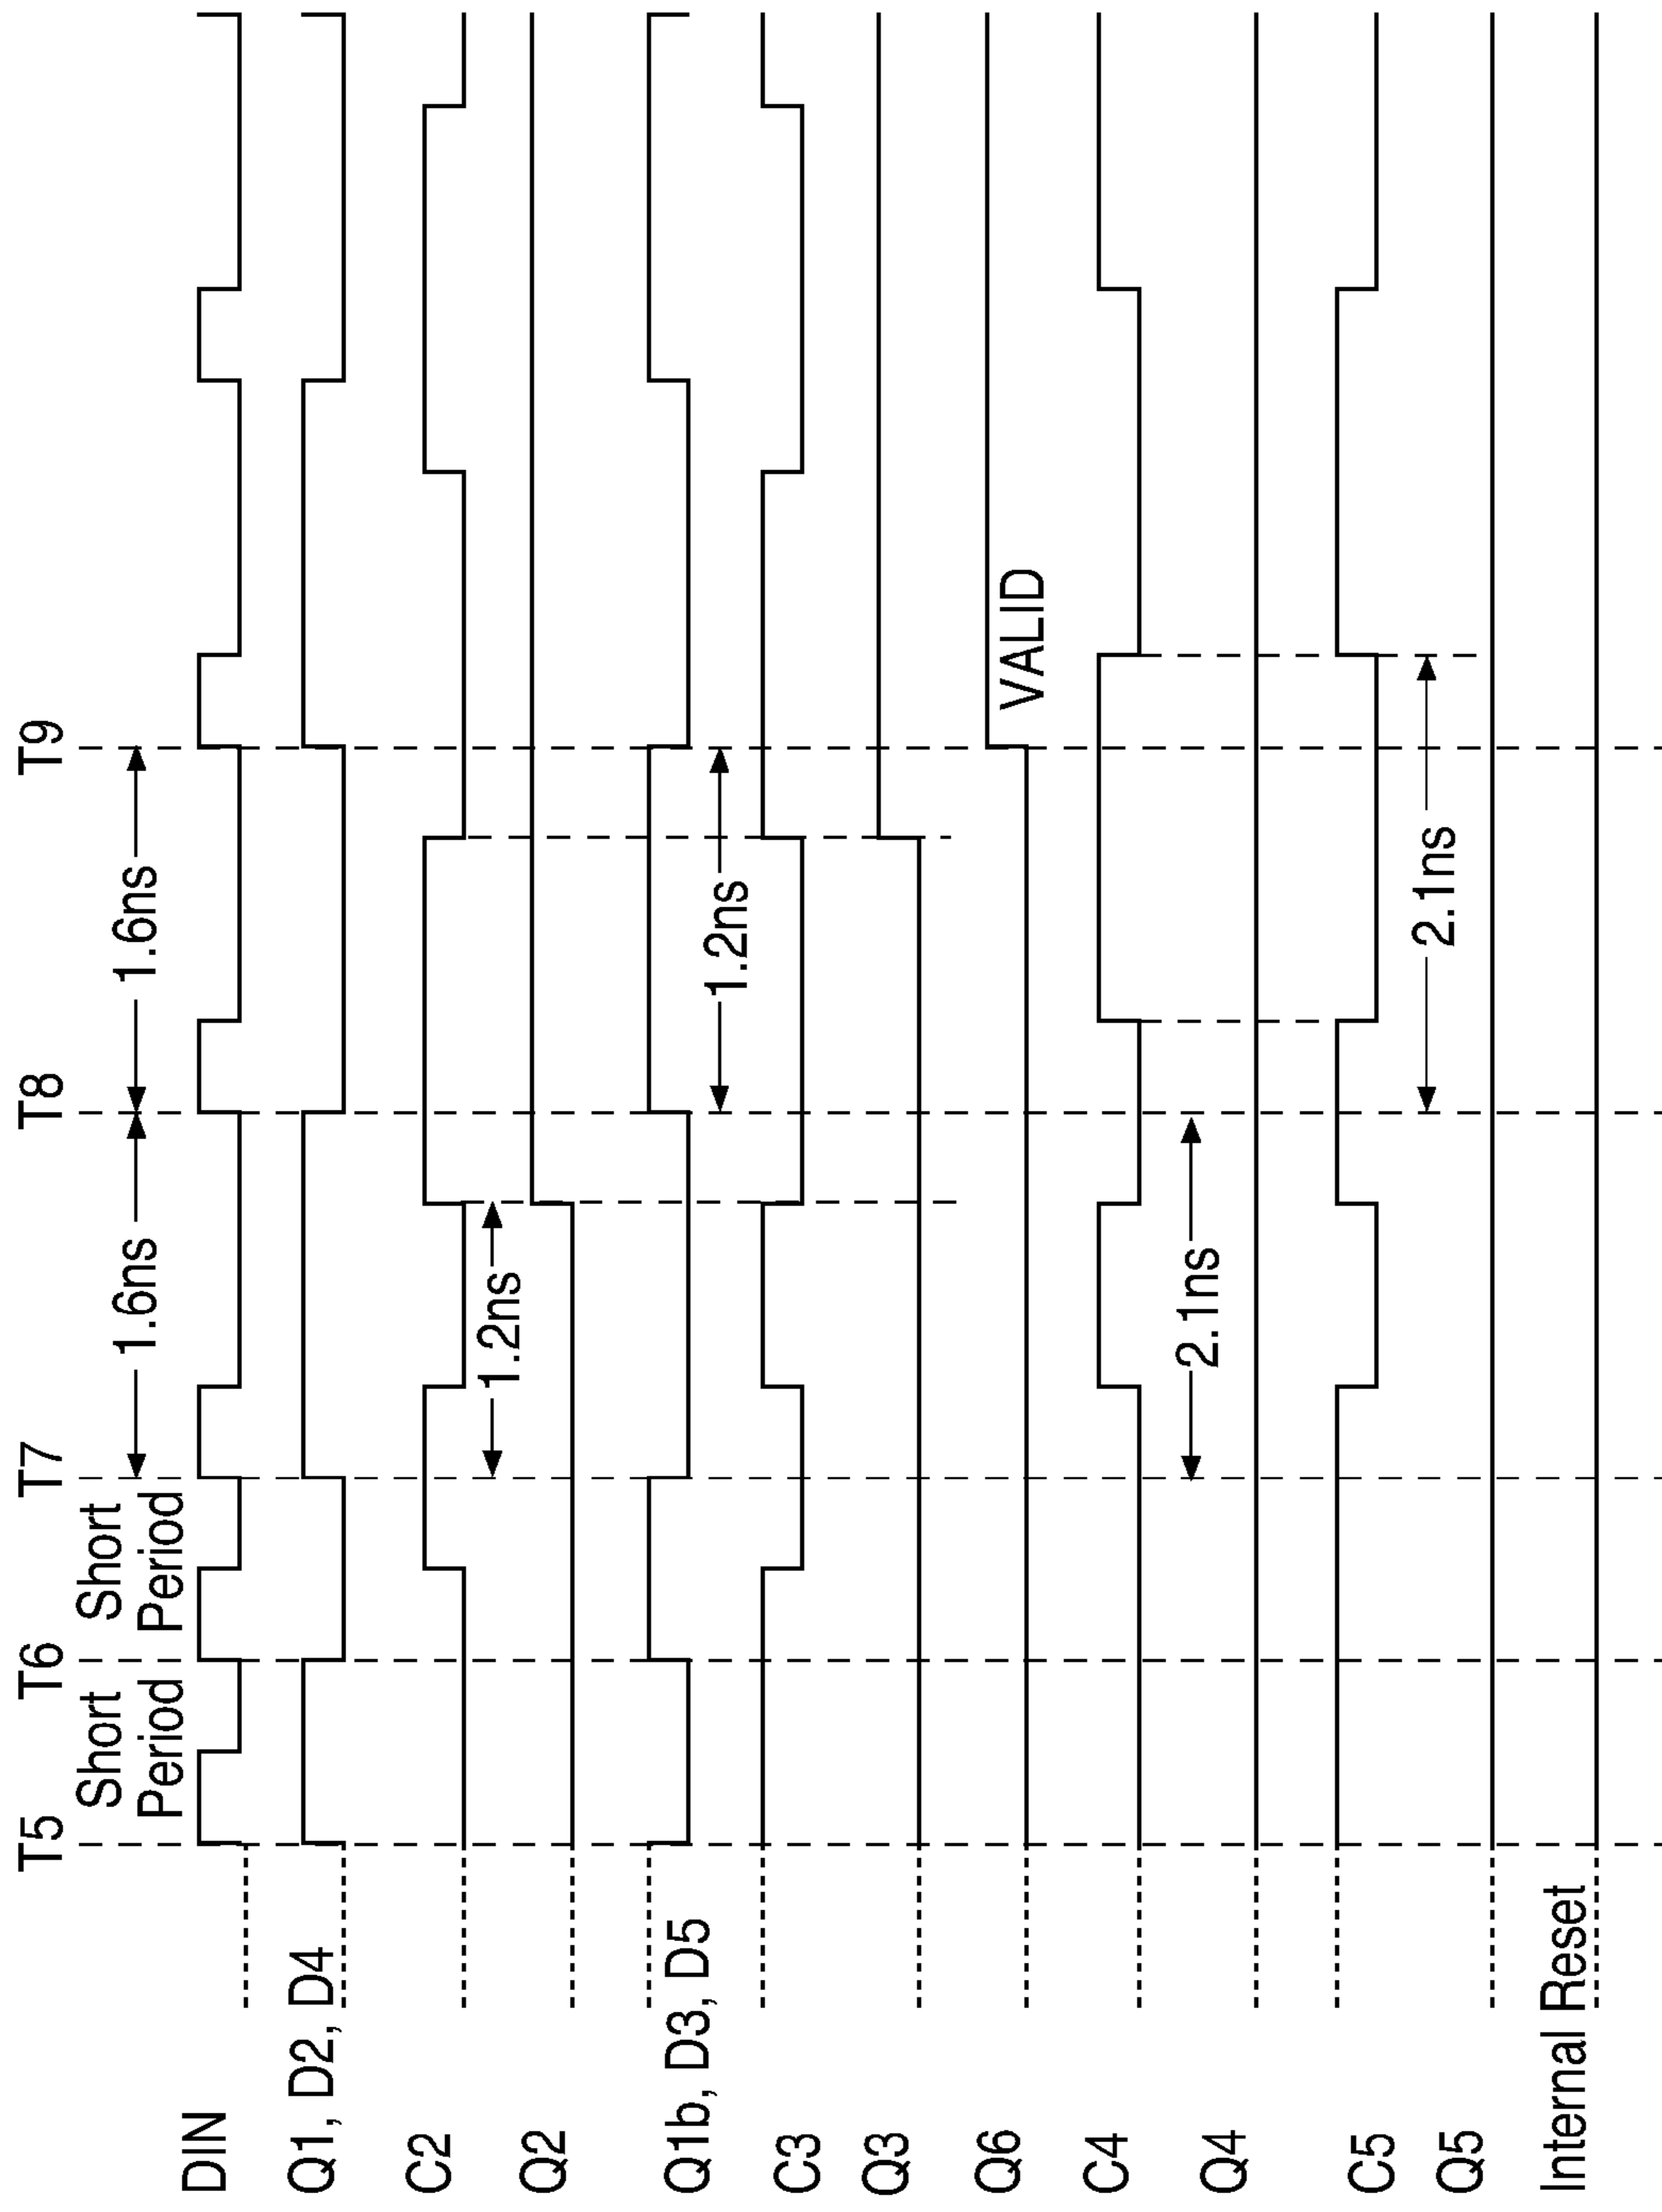 T5
T6
T7
T8
T9
Short
Period
Short
Period
1.6ns
1.6ns
DIN
Q1, D2, D4
C2
1.2ns
Q2
Q1b, D3, D5
1.2ns
C3
Q3
Q6
VALID
C4
2.1ns
Q4
C5
2.1ns
Q5
Internal Reset